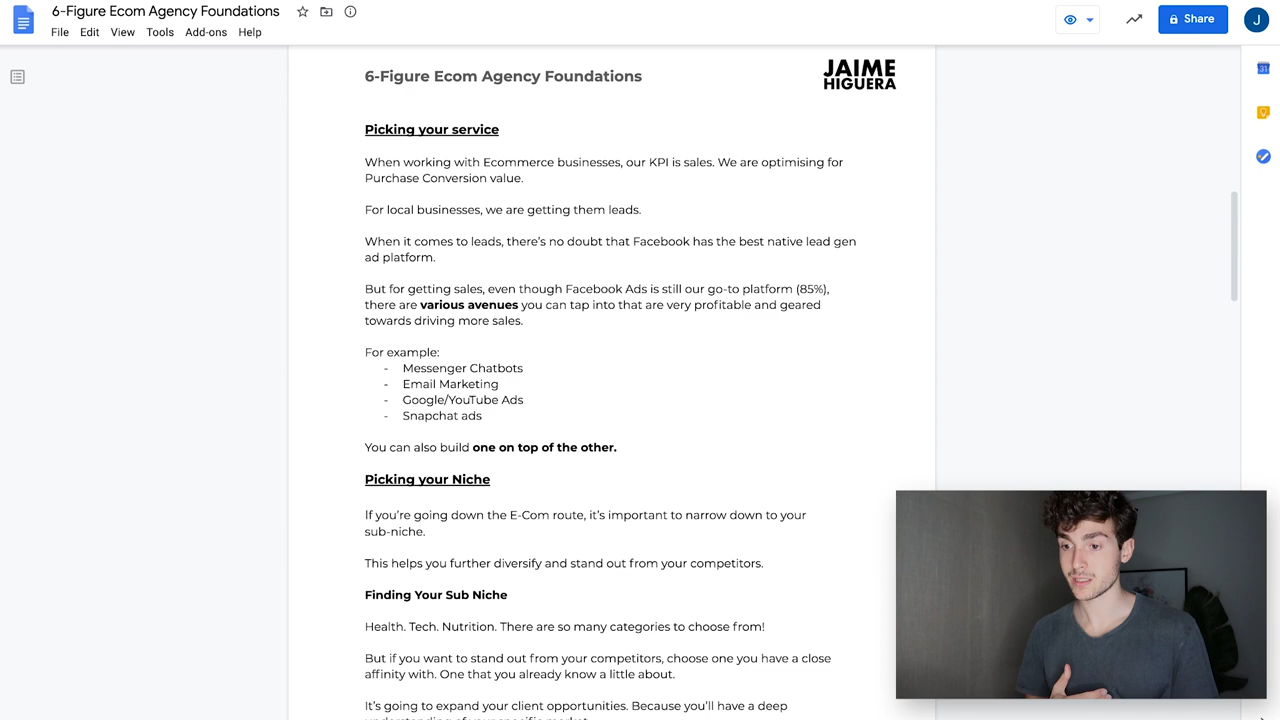 6-Figure Ecom Agency Foundations
File Edit View Tools Add-ons Help
Share
J
31
6-Figure Ecom Agency Foundations
JAIME
HIGUERA
Picking your service
When working with Ecommerce businesses, our KPI is sales. We are optimising for
Purchase Conversion value.
For local businesses, we are getting them leads.
When it comes to leads, there's no doubt that Facebook has the best native lead gen
ad platform.
But for getting sales, even though Facebook Ads is still our go-to platform (85%),
there are various avenues you can tap into that are very profitable and geared
towards driving more sales.
For example:
- Messenger Chatbots
- Email Marketing
- Google/YouTube Ads
- Snapchat ads
You can also build one on top of the other.
Picking your Niche
If you're going down the E-Com route, it's important to narrow down to your
sub-niche.
This helps you further diversify and stand out from your competitors.
Finding Your Sub Niche
Health. Tech. Nutrition. There are so many categories to choose from!
But if you want to stand out from your competitors, choose one you have a close
affinity with. One that you already know a little about.
It's going to expand your client opportunities. Because you'll have a deep